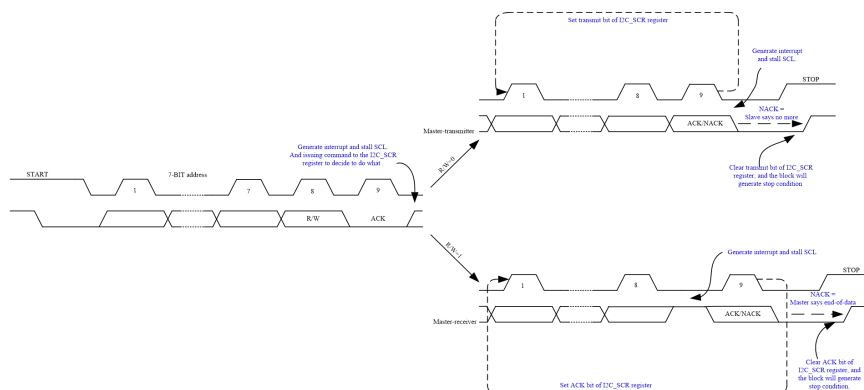 Set transmit bit of I2C_SCR register
Generate interrupt
and stall SCL.
STOP
1
8
9
NACK =
Slave says no more
Master-transmitter
ACK/NACK
Generate interrupt and stall SCL.
And issuing command to the I2C_SCR
register to decide to do what
Clear transmit bit of I2C_SCR
register, and the block will
generate stop condition
R/W=0
START
7-BIT address
1
7
8
9
R/W
ACK
R/W=1
Generate interrupt and stall SCL
STOP
1
8
9
NACK =
Master says end-of-data
Master-receiver
ACK/NACK
Clear ACK bit of
I2C_SCR register, and
the block will generate
stop condition.
Set ACK bit of I2C_SCR register